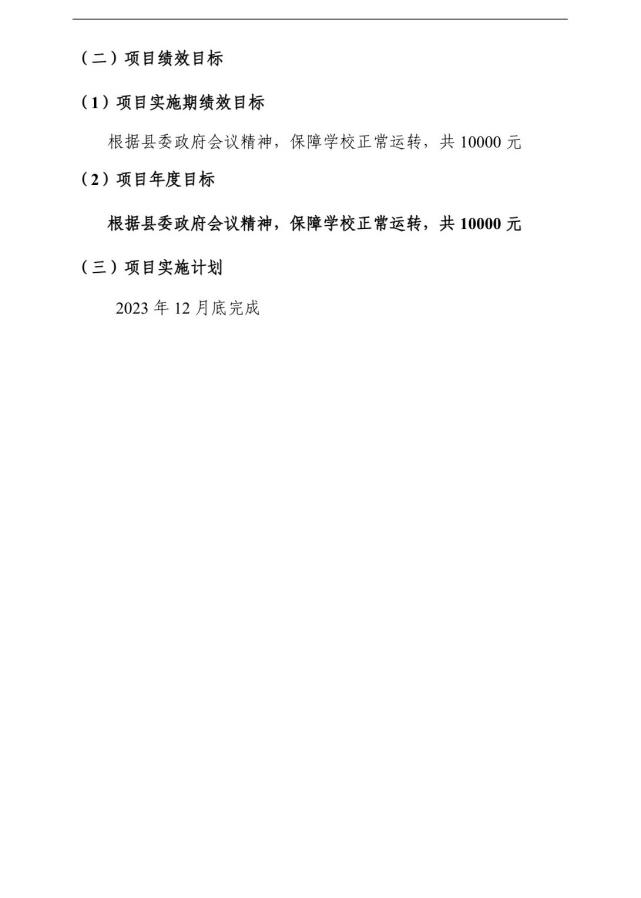 （二）项目绩效目标
（1）项目实施期绩效目标
根据县委政府会议精神，保障学校正常运转，共 10000 元
（2）项目年度目标
根据县委政府会议精神，保障学校正常运转，共 10000 元
（三）项目实施计划
2023 年 12 月底完成